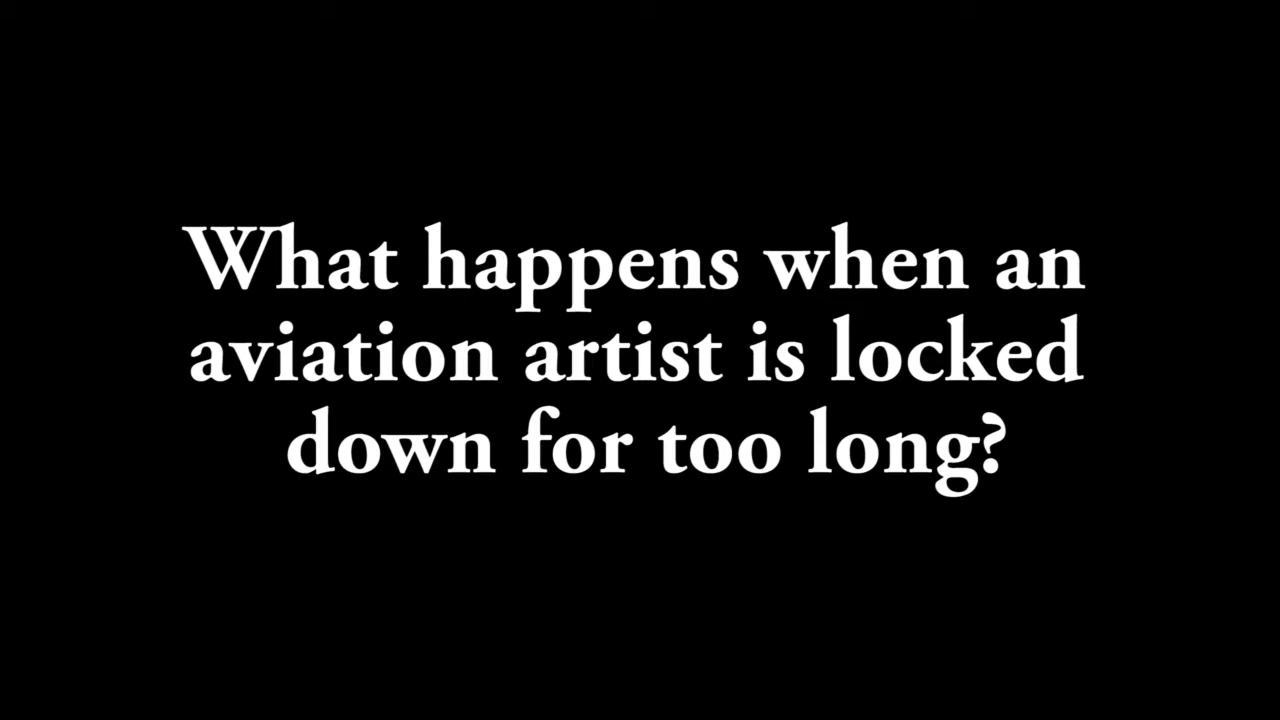 What happens when an
aviation artist is locked
down for too long?